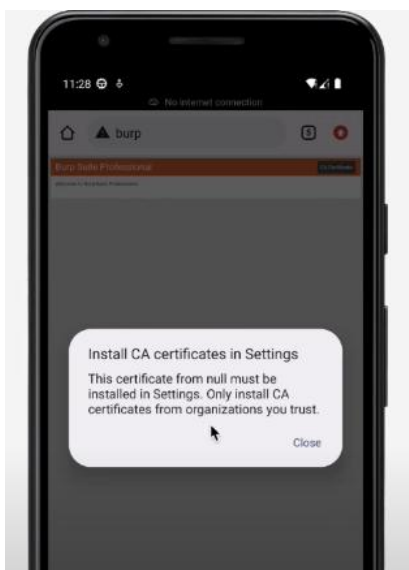 11:28
No internet connection
burp
5
Burp Suite Professional
CA Certificate
Welcome to Burp Suite Professional.
Install CA certificates in Settings
This certificate from null must be
installed in Settings. Only install CA
certificates from organizations you trust.
Close